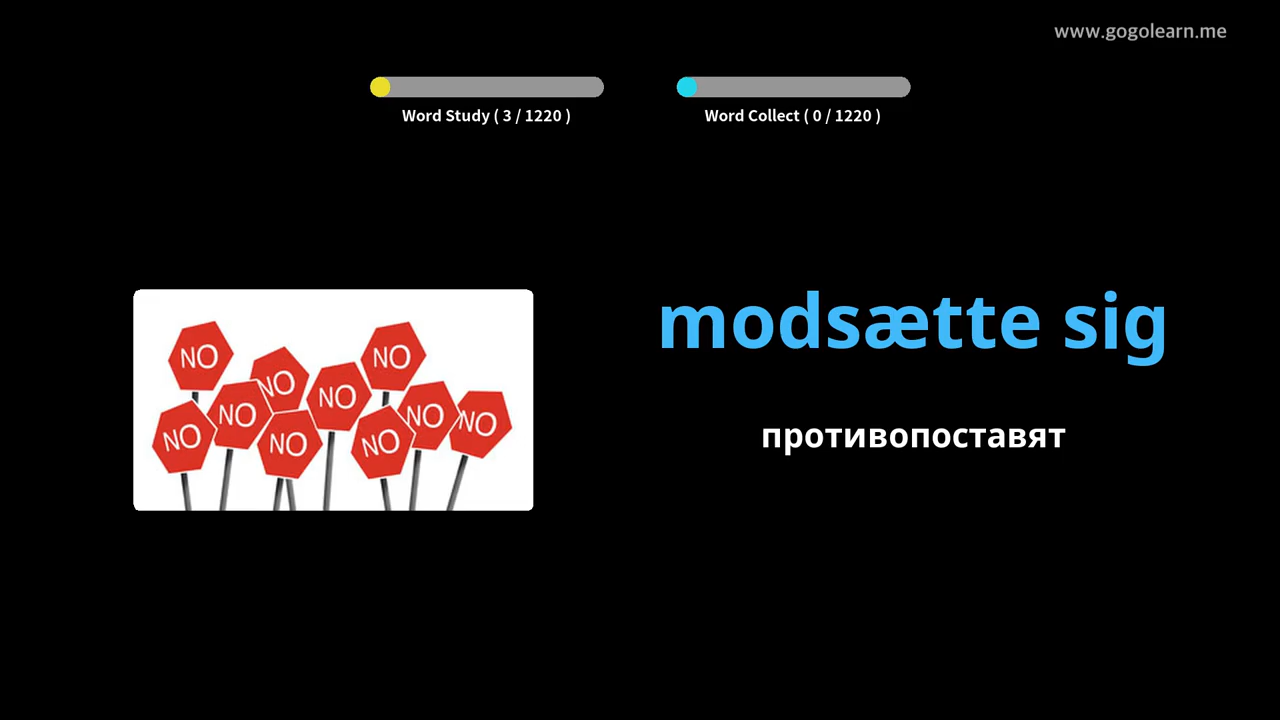 www.gogolearn.me
Word Study ( 3 / 1220 )
Word Collect ( 0 / 1220 )
modsætte sig
противопоставят
NO
NO
NO
NO
NO
NO
NO
NO
NO
NO